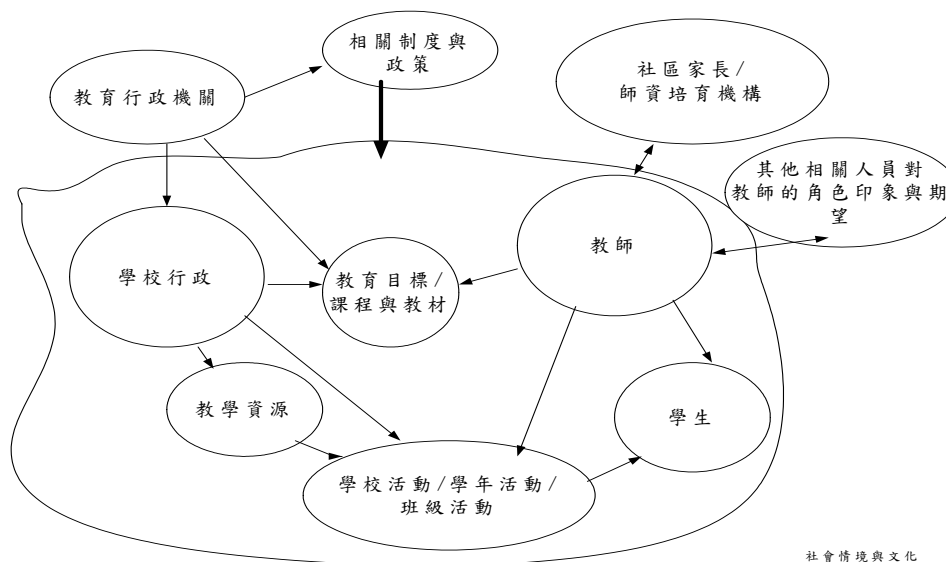 相關制度與
政策
教育行政機關
社區家長/
師資培育機構
其他相關人員對
教師的角色印象與期
望
教師
學校行政
教育目標/
課程與教材
教學資源
學生
學校活動/學年活動/
班級活動
社會情境與文化